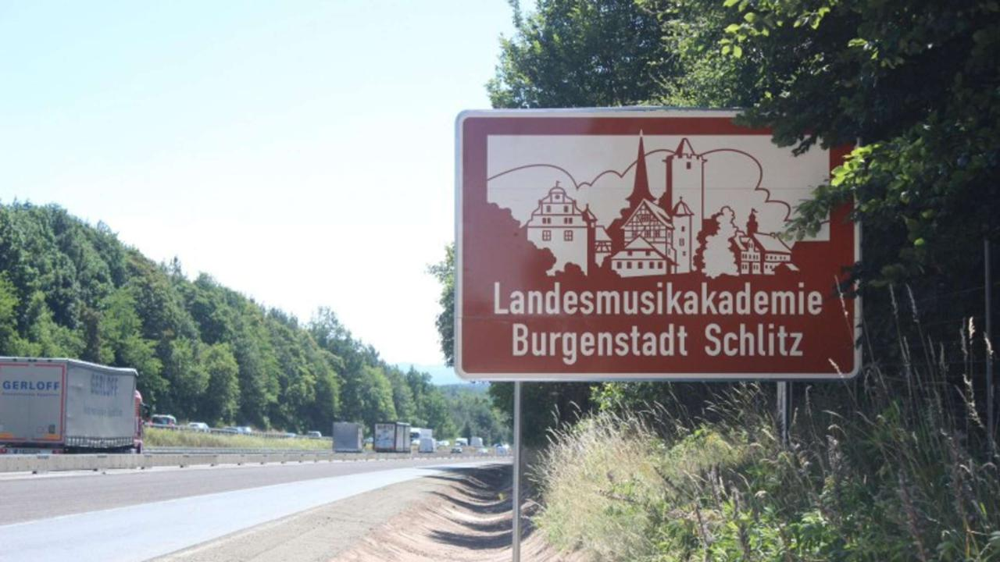 Landesmusikakademie
Burgenstadt Schlitz
GERLOFF
GERLOFF